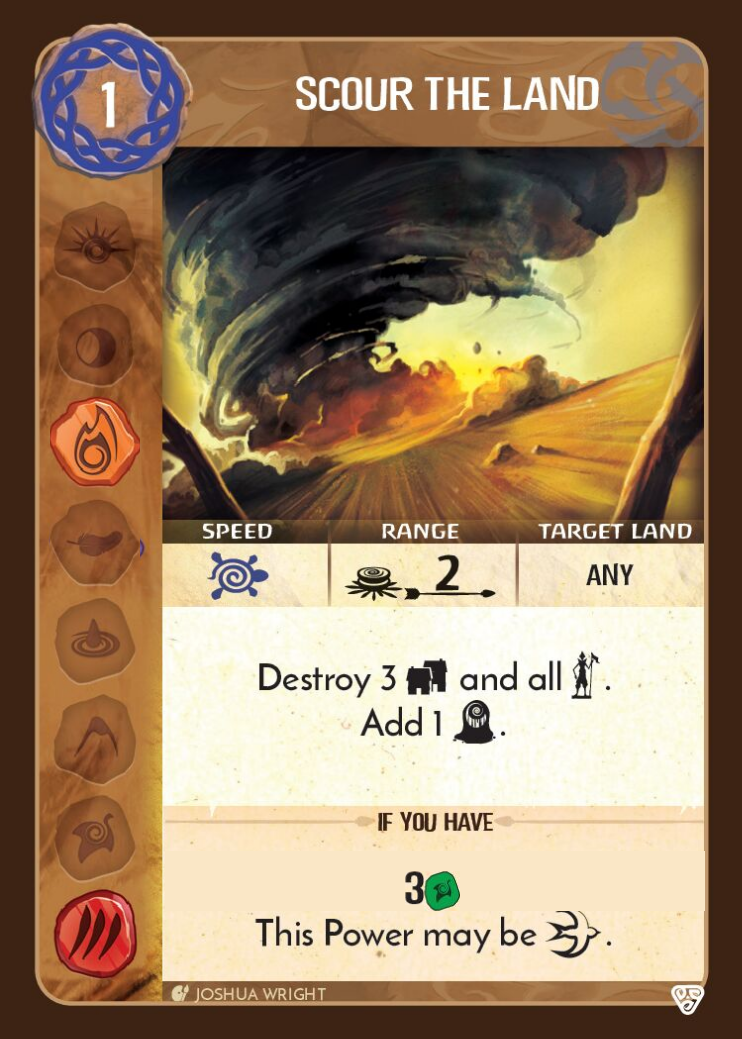 1
SCOUR THE LAND
SPEED
RANGE
TARGET LAND
2
ANY
Destroy 3 and all .
Add 1 .
IF YOU HAVE
3
This Power may be .
JOSHUA WRIGHT